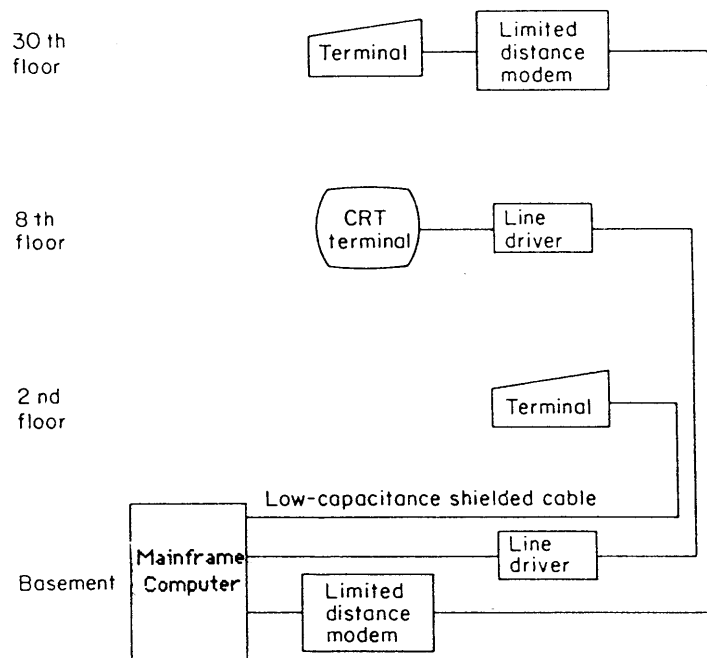 30 th
floor
Terminal
Limited
distance
modem
8 th
floor
CRT
terminal
Line
driver
2 nd
floor
Terminal
Low-capacitance shielded cable
Basement
Mainframe
Computer
Line
driver
Limited
distance
modem